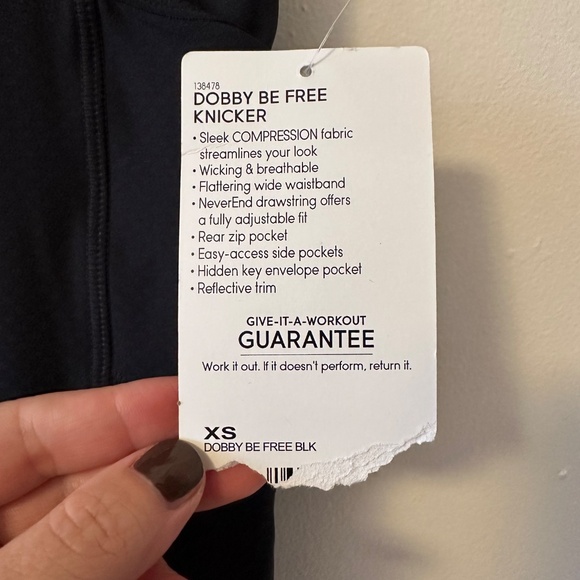 138478
DOBBY BE FREE
KNICKER
• Sleek COMPRESSION fabric
streamlines your look
• Wicking & breathable
• Flattering wide waistband
• NeverEnd drawstring offers
a fully adjustable fit
• Rear zip pocket
• Easy-access side pockets
• Hidden key envelope pocket
• Reflective trim
GIVE-IT-A-WORKOUT
GUARANTEE
Work it out. If it doesn't perform, return it.
XS
DOBBY BE FREE BLK